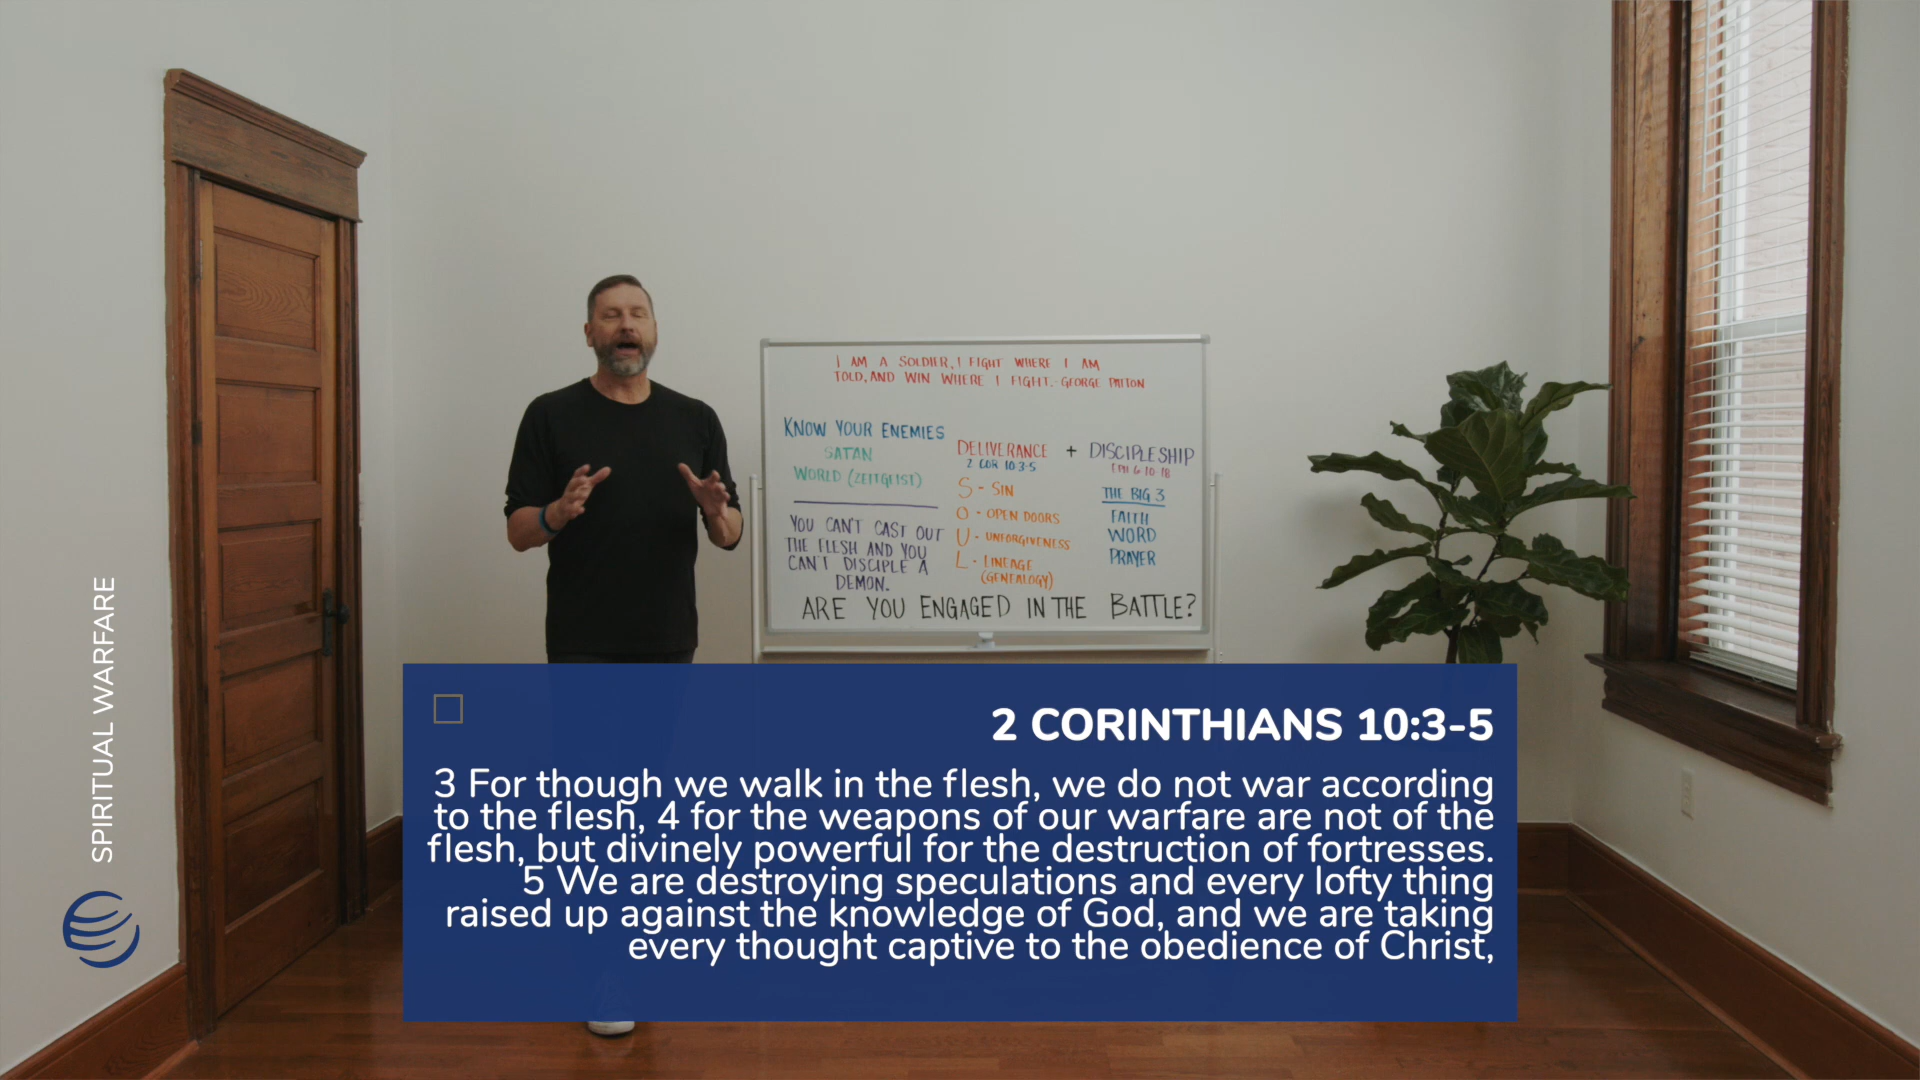 I AM A SOLDIER, I FIGHT WHERE I AM
TOLD, AND WIN WHERE I FIGHT. - GEORGE PATTON
KNOW YOUR ENEMIES
SATAN
WORLD (ZEITGEIST)
YOU CAN'T CAST OUT
THE FLESH AND YOU
CAN'T DISCIPLE A
DEMON.
DELIVERANCE + DISCIPLESHIP
2 COR 10:3-5
S - SIN
O - OPEN DOORS
U - UNFORGIVENESS
L - LINEAGE
(GENEALOGY)
EPH 6:10-18
THE BIG 3
FAITH
WORD
PRAYER
ARE YOU ENGAGED IN THE BATTLE?
SPIRITUAL WARFARE
2 CORINTHIANS 10:3-5
3 For though we walk in the flesh, we do not war according
to the flesh, 4 for the weapons of our warfare are not of the
flesh, but divinely powerful for the destruction of fortresses.
5 We are destroying speculations and every lofty thing
raised up against the knowledge of God, and we are taking
every thought captive to the obedience of Christ,